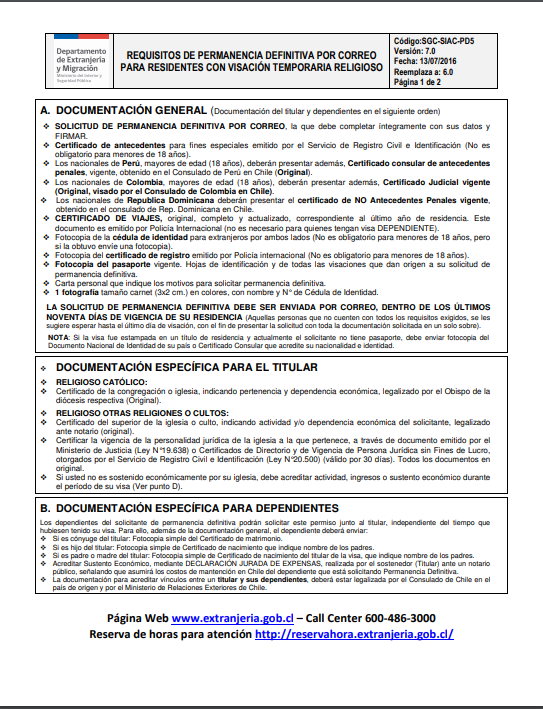 Departamento
de Extranjería
y Migración
Ministerio del Interior y
Seguridad Pública
REQUISITOS DE PERMANENCIA DEFINITIVA POR CORREO
PARA RESIDENTES CON VISACIÓN TEMPORARIA RELIGIOSO
Código:SGC-SIAC-PD5
Versión: 7.0
Fecha: 13/07/2016
Reemplaza a: 6.0
Página 1 de 2
A. DOCUMENTACIÓN GENERAL (Documentación del titular y dependientes en el siguiente orden)
❖ SOLICITUD DE PERMANENCIA DEFINITIVA POR CORREO, la que debe completar íntegramente con sus datos y
FIRMAR.
❖ Certificado de antecedentes para fines especiales emitido por el Servicio de Registro Civil e Identificación (No es
obligatorio para menores de 18 años).
❖ Los nacionales de Perú, mayores de edad (18 años), deberán presentar además, Certificado consular de antecedentes
penales, vigente, obtenido en el Consulado de Perú en Chile (Original).
❖ Los nacionales de Colombia, mayores de edad (18 años), deberán presentar además, Certificado Judicial vigente
(Original, visado por el Consulado de Colombia en Chile).
❖ Los nacionales de Republica Dominicana deberán presentar el certificado de NO Antecedentes Penales vigente,
obtenido en el consulado de Rep. Dominicana en Chile.
❖ CERTIFICADO DE VIAJES, original, completo y actualizado, correspondiente al último año de residencia. Este
documento es emitido por Policía Internacional (no es necesario para quienes tengan visa DEPENDIENTE).
❖ Fotocopia de la cédula de identidad para extranjeros por ambos lados (No es obligatorio para menores de 18 años, pero
si la obtuvo envíe una fotocopia).
❖ Fotocopia del certificado de registro emitido por Policía internacional (No es obligatorio para menores de 18 años).
❖ Fotocopia del pasaporte vigente. Hojas de identificación y de todas las visaciones que dan origen a su solicitud de
permanencia definitiva.
❖ Carta personal que indique los motivos para solicitar permanencia definitiva.
❖ 1 fotografía tamaño carnet (3x2 cm.) en colores, con nombre y N° de Cédula de Identidad.
LA SOLICITUD DE PERMANENCIA DEFINITIVA DEBE SER ENVIADA POR CORREO, DENTRO DE LOS ÚLTIMOS
NOVENTA DÍAS DE VIGENCIA DE SU RESIDENCIA (Aquellas personas que no cuenten con todos los requisitos exigidos, se les
sugiere esperar hasta el último día de visación, con el fin de presentar la solicitud con toda la documentación solicitada en un solo sobre).
NOTA: Si la visa fue estampada en un título de residencia y actualmente el solicitante no tiene pasaporte, debe enviar fotocopia del
Documento Nacional de Identidad de su país o Certificado Consular que acredite su nacionalidad e identidad.
❖ DOCUMENTACIÓN ESPECÍFICA PARA EL TITULAR
❖ RELIGIOSO CATÓLICO:
❖ Certificado de la congregación o iglesia, indicando pertenencia y dependencia económica, legalizado por el Obispo de la
diócesis respectiva (Original).
❖ RELIGIOSO OTRAS RELIGIONES O CULTOS:
❖ Certificado del superior de la iglesia o culto, indicando actividad y/o dependencia económica del solicitante, legalizado
ante notario (original).
❖ Certificar la vigencia de la personalidad jurídica de la iglesia a la que pertenece, a través de documento emitido por el
Ministerio de Justicia (Ley N°19.638) o Certificados de Directorio y de Vigencia de Persona Jurídica sin Fines de Lucro,
otorgados por el Servicio de Registro Civil e Identificación (Ley N°20.500) (válido por 30 días). Todos los documentos en
original.
❖ Si usted no es sostenido económicamente por su iglesia, debe acreditar actividad, ingresos o sustento económico durante
el período de su visa (Ver punto D).
B. DOCUMENTACIÓN ESPECÍFICA PARA DEPENDIENTES
Los dependientes del solicitante de permanencia definitiva podrán solicitar este permiso junto al titular, independiente del tiempo que
hubiesen tenido su visa. Para ello, además de la documentación general, el dependiente deberá enviar:
❖ Si es cónyuge del titular: Fotocopia simple del Certificado de matrimonio.
❖ Si es hijo del titular: Fotocopia simple de Certificado de nacimiento que indique nombre de los padres.
❖ Si es padre o madre del titular: Fotocopia simple de Certificado de nacimiento del titular de la visa, que indique nombre de los padres.
❖ Acreditar Sustento Económico, mediante DECLARACIÓN JURADA DE EXPENSAS, realizada por el sostenedor (Titular) ante un notario
público, señalando que asumirá los costos de mantención en Chile del dependiente que está solicitando Permanencia Definitiva.
❖ La documentación para acreditar vínculos entre un titular y sus dependientes, deberá estar legalizada por el Consulado de Chile en el
país de origen y por el Ministerio de Relaciones Exteriores de Chile.
Página Web www.extranjeria.gob.cl – Call Center 600-486-3000
Reserva de horas para atención http://reservahora.extranjeria.gob.cl/